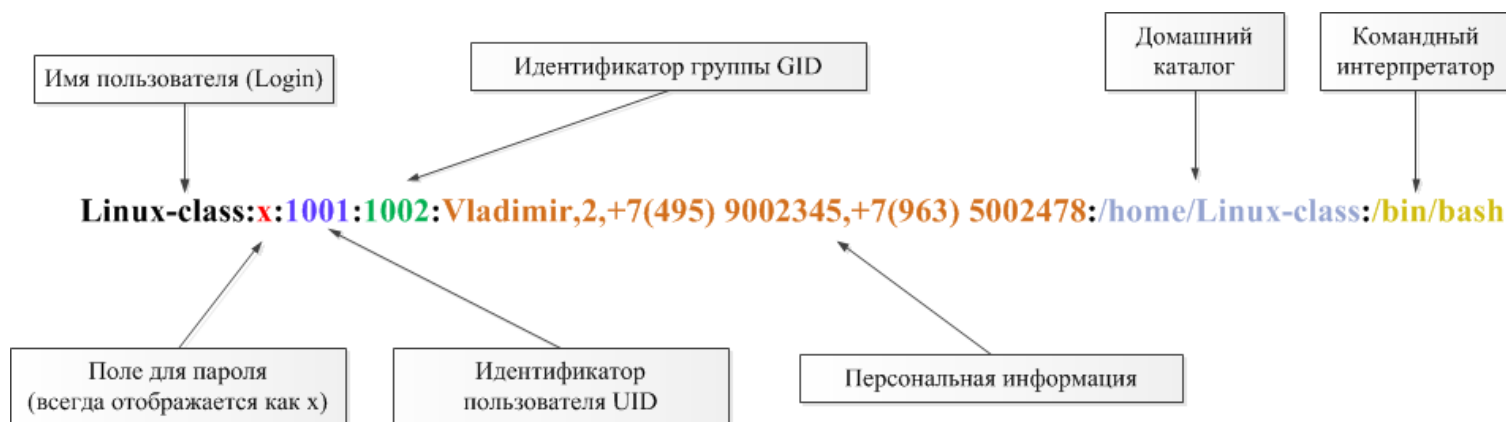 Имя пользователя (Login)
Идентификатор группы GID
Домашний
каталог
Командный
интерпретатор
Linux-class:x:1001:1002:Vladimir,2,+7(495) 9002345,+7(963) 5002478:/home/Linux-class:/bin/bash
Поле для пароля
(всегда отображается как x)
Идентификатор
пользователя UID
Персональная информация